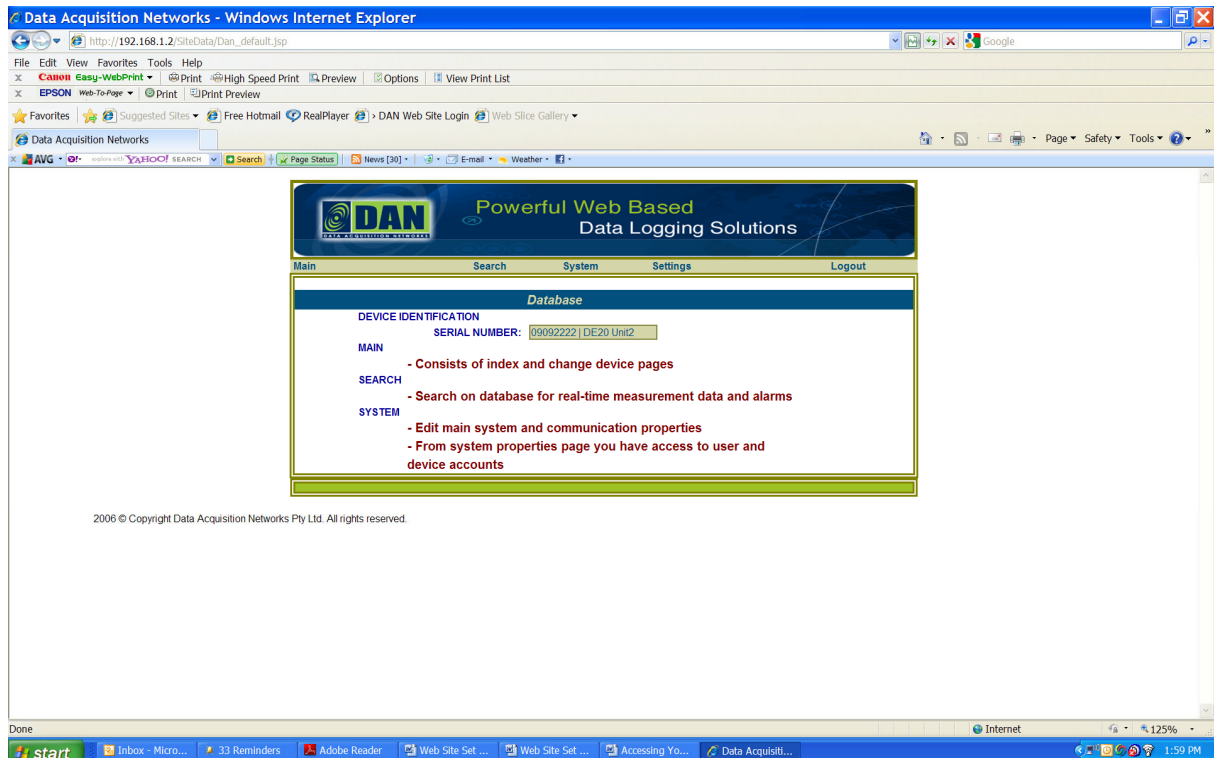 Data Acquisition Networks - Windows Internet Explorer
http://192.168.1.2/SiteData/Dan_default.jsp Google
File Edit View Favorites Tools Help
x Canon Easy-WebPrint Print High Speed Print Preview Options View Print List
x EPSON Web-To-Page Print Print Preview
Favorites Suggested Sites Free Hotmail RealPlayer › DAN Web Site Login Web Slice Gallery
Data Acquisition Networks Page Safety Tools »
x AVG explore with YAHOO! SEARCH Search Page Status News [30] E-mail Weather
DAN
DATA ACQUISITION NETWORKS
Powerful Web Based
Data Logging Solutions
Main Search System Settings Logout
Database
DEVICE IDENTIFICATION
SERIAL NUMBER: 09092222 | DE20 Unit2
MAIN
- Consists of index and change device pages
SEARCH
- Search on database for real-time measurement data and alarms
SYSTEM
- Edit main system and communication properties
- From system properties page you have access to user and
device accounts
2006 © Copyright Data Acquisition Networks Pty Ltd. All rights reserved.
Done Internet 125%
start Inbox - Micro... 33 Reminders Adobe Reader Web Site Set ... Web Site Set ... Accessing Yo... Data Acquisiti... 1:59 PM